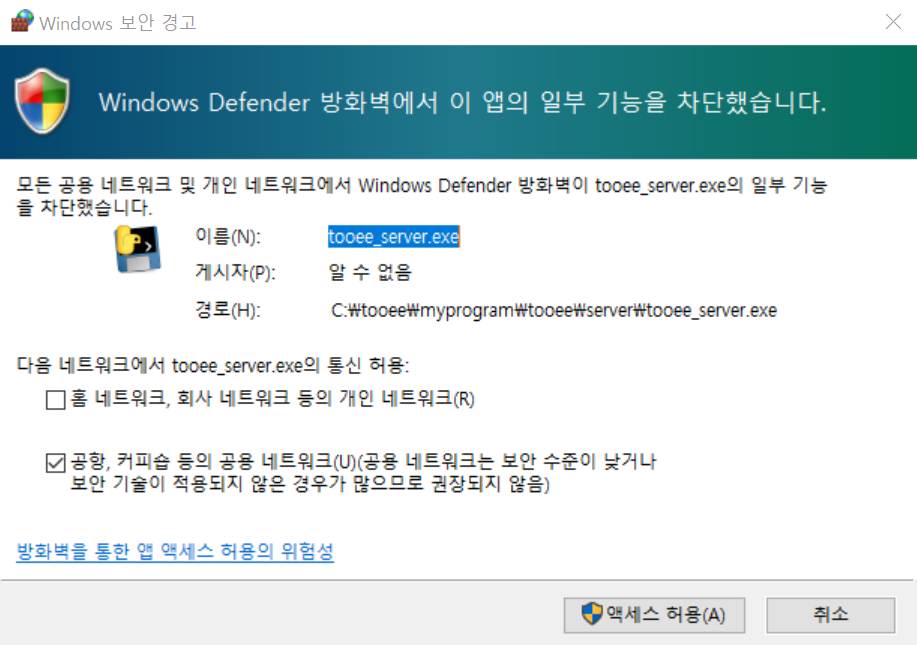 Windows 보안 경고
Windows Defender 방화벽에서 이 앱의 일부 기능을 차단했습니다.
모든 공용 네트워크 및 개인 네트워크에서 Windows Defender 방화벽이 tooee_server.exe의 일부 기능
을 차단했습니다.
이름(N): tooee_server.exe
게시자(P): 알 수 없음
경로(H): C:₩tooee₩myprogram₩tooee₩server₩tooee_server.exe
다음 네트워크에서 tooee_server.exe의 통신 허용:
홈 네트워크, 회사 네트워크 등의 개인 네트워크(R)
공항, 커피숍 등의 공용 네트워크(U)(공용 네트워크는 보안 수준이 낮거나
보안 기술이 적용되지 않은 경우가 많으므로 권장되지 않음)
방화벽을 통한 앱 액세스 허용의 위험성
액세스 허용(A) 취소